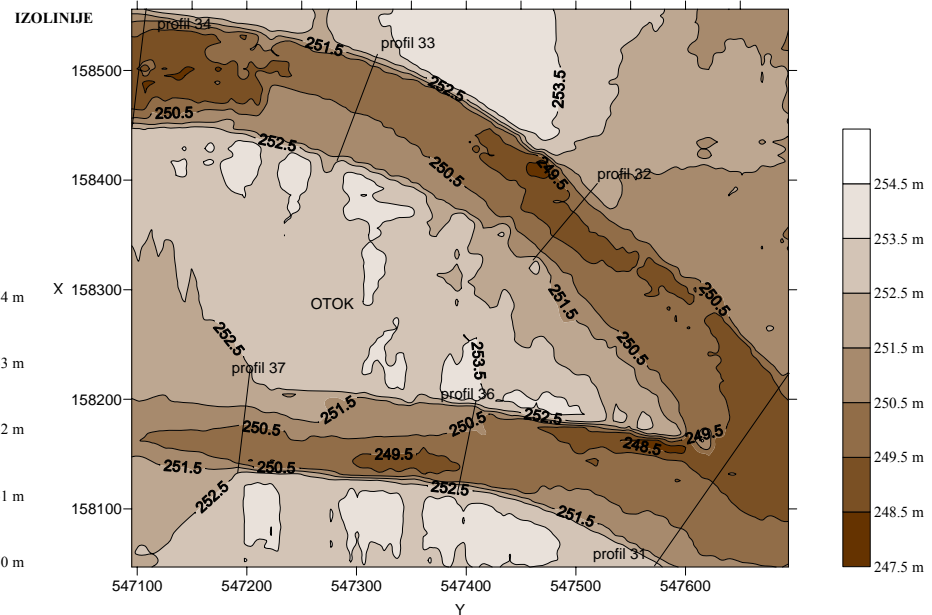 IZOLINIJE
profil 34
251.5
profil 33
158500
252.5
253.5
250.5
252.5
250.5
249.5
profil 32
158400
4 m
X
158300
OTOK
251.5
250.5
252.5
253.5
250.5
3 m
profil 37
profil 36
158200
251.5
252.5
250.5
250.5
249.5
2 m
248.5
249.5
251.5
250.5
252.5
252.5
1 m
158100
251.5
0 m
profil 31
547100
547200
547300
547400
547500
547600
Y
254.5 m
253.5 m
252.5 m
251.5 m
250.5 m
249.5 m
248.5 m
247.5 m